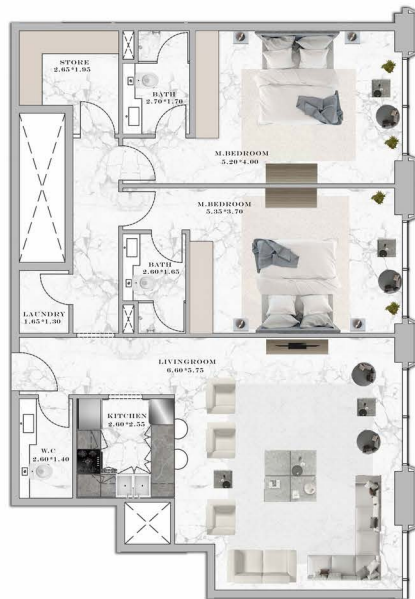 STORE
2.65*1.95
BATH
2.70*1.70
M.BEDROOM
5.20*4.00
M.BEDROOM
5.35*3.70
BATH
2.60*1.65
LAUNDRY
1.65*1.30
LIVINGROOM
6.60*5.75
KITCHEN
2.60*2.55
W.C
2.60*1.40